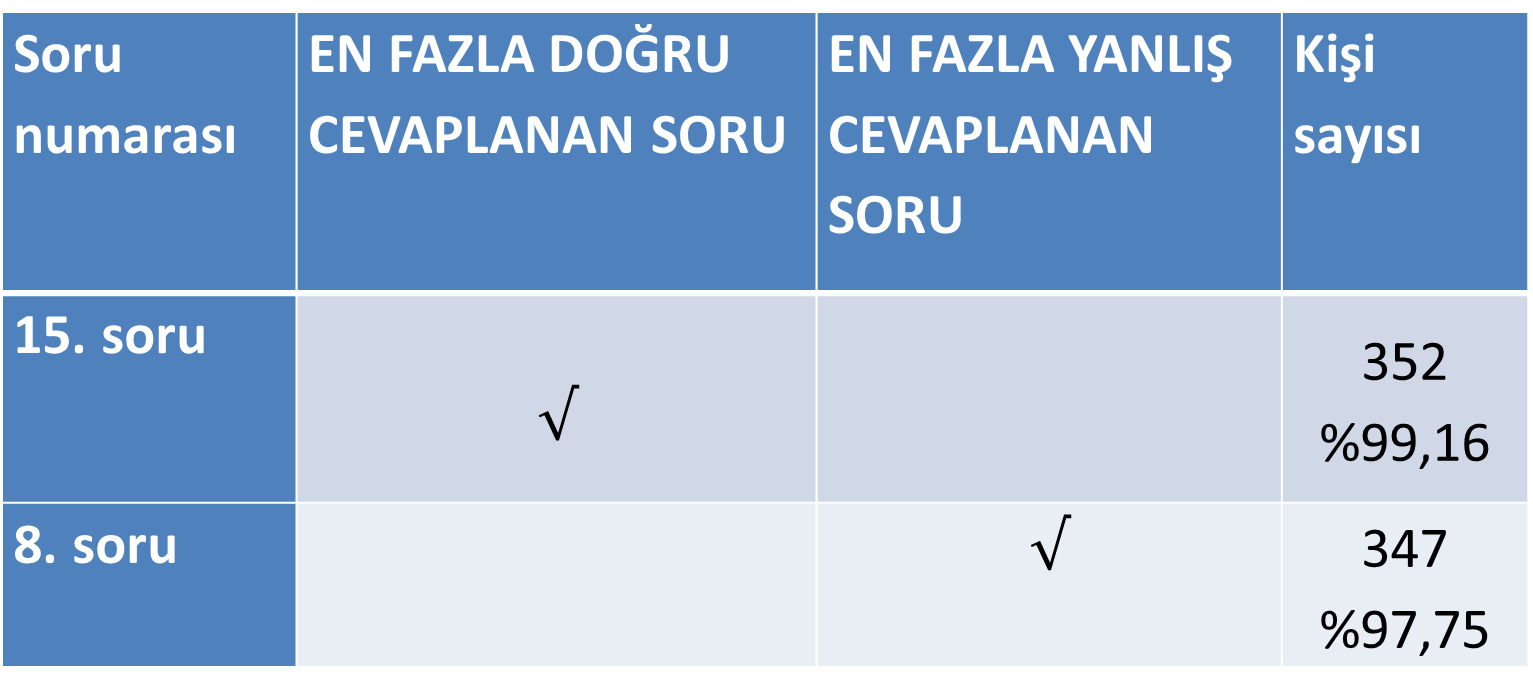 Soru
numarası
EN FAZLA DOĞRU
CEVAPLANAN SORU
EN FAZLA YANLIŞ
CEVAPLANAN
SORU
Kişi
sayısı
15. soru
√
352
%99,16
8. soru
√
347
%97,75